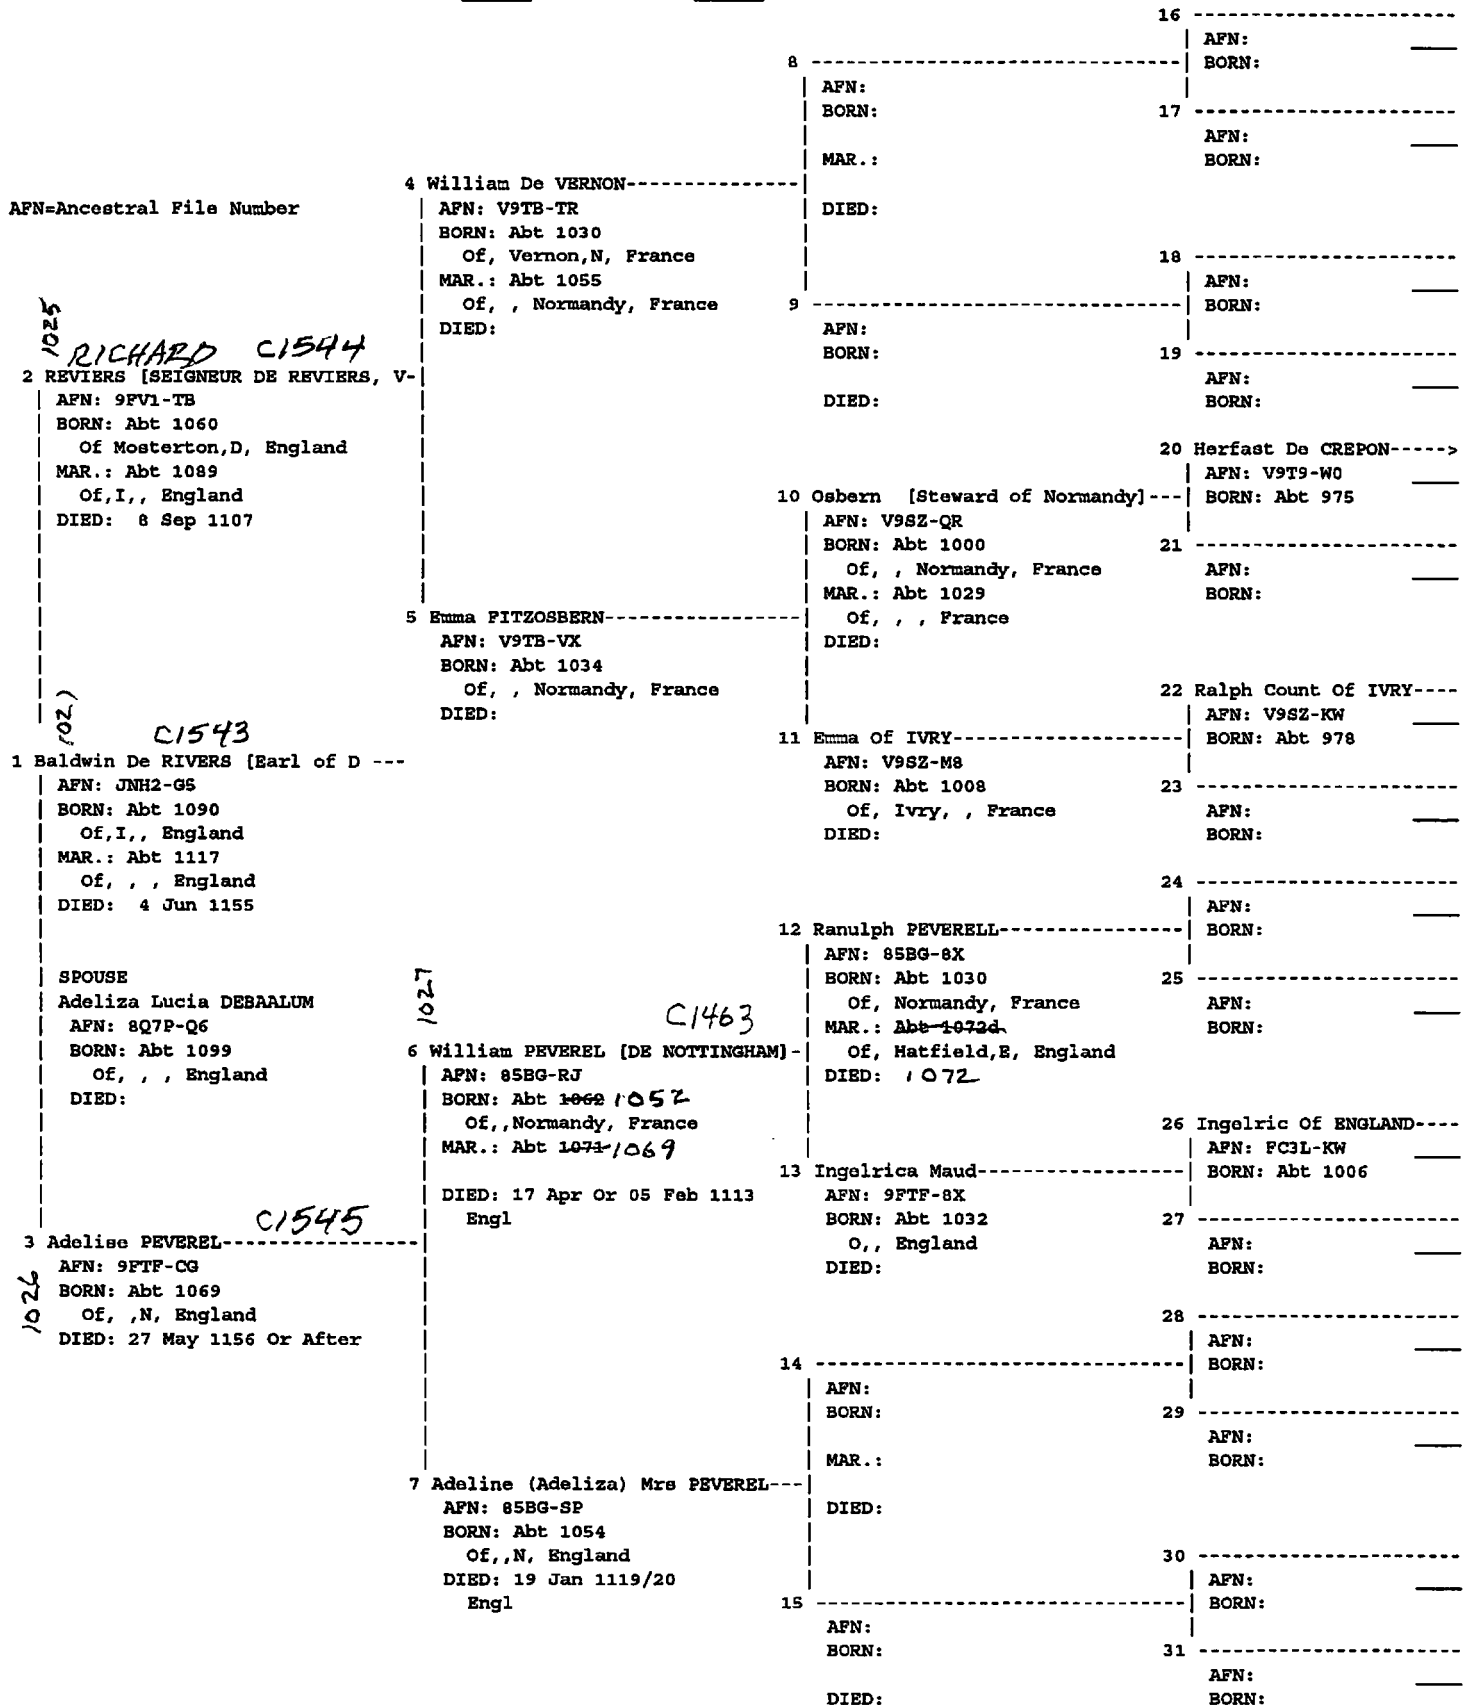 AFN=Ancestral File Number
1025
RICHARD C1544
2 REVIERS [SEIGNEUR DE REVIERS, V-
AFN: 9FV1-TB
BORN: Abt 1060
Of Mosterton,D, England
MAR.: Abt 1089
Of,I,, England
DIED: 8 Sep 1107
C1543
1 Baldwin De RIVERS [Earl of D ---
AFN: JNH2-GS
BORN: Abt 1090
Of,I,, England
MAR.: Abt 1117
Of, , , England
DIED: 4 Jun 1155
SPOUSE
Adeliza Lucia DEBAALUM
AFN: 8Q7P-Q6
BORN: Abt 1099
Of, , , England
DIED:
C1545
3 Adelise PEVEREL-----------------
AFN: 9FTF-CG
1026
BORN: Abt 1069
Of, ,N, England
DIED: 27 May 1156 Or After
4 William De VERNON--------------
AFN: V9TB-TR
BORN: Abt 1030
Of, Vernon,N, France
MAR.: Abt 1055
Of, , Normandy, France
DIED:
5 Emma FITZOSBERN----------------
AFN: V9TB-VX
BORN: Abt 1034
Of, , Normandy, France
DIED:
1027
C1463
6 William PEVEREL [DE NOTTINGHAM]-
AFN: 85BG-RJ
BORN: Abt 1062 1052
Of,,Normandy, France
MAR.: Abt 1071 1069
DIED: 17 Apr Or 05 Feb 1113
Engl
7 Adeline (Adeliza) Mrs PEVEREL---
AFN: 85BG-SP
BORN: Abt 1054
Of,,N, England
DIED: 19 Jan 1119/20
Engl
8 -------------------------------
AFN:
BORN:
MAR.:
DIED:
9 -------------------------------
AFN:
BORN:
DIED:
10 Osbern [Steward of Normandy]---
AFN: V9SZ-QR
BORN: Abt 1000
Of, , Normandy, France
MAR.: Abt 1029
Of, , , France
DIED:
11 Emma Of IVRY-------------------
AFN: V9SZ-M8
BORN: Abt 1008
Of, Ivry, , France
DIED:
12 Ranulph PEVERELL---------------
AFN: 85BG-8X
BORN: Abt 1030
Of, Normandy, France
MAR.: Abt 1072d
Of, Hatfield,E, England
DIED: 1072
13 Ingelrica Maud-----------------
AFN: 9FTF-8X
BORN: Abt 1032
O,, England
DIED:
14 -------------------------------
AFN:
BORN:
MAR.:
DIED:
15 -------------------------------
AFN:
BORN:
DIED:
16 ----------------------
AFN:
BORN:
17 ----------------------
AFN:
BORN:
18 ----------------------
AFN:
BORN:
19 ----------------------
AFN:
BORN:
20 Herfast De CREPON----->
AFN: V9T9-W0
BORN: Abt 975
21 ----------------------
AFN:
BORN:
22 Ralph Count Of IVRY----
AFN: V9SZ-KW
BORN: Abt 978
23 ----------------------
AFN:
BORN:
24 ----------------------
AFN:
BORN:
25 ----------------------
AFN:
BORN:
26 Ingelric Of ENGLAND----
AFN: FC3L-KW
BORN: Abt 1006
27 ----------------------
AFN:
BORN:
28 ----------------------
AFN:
BORN:
29 ----------------------
AFN:
BORN:
30 ----------------------
AFN:
BORN:
31 ----------------------
AFN:
BORN: